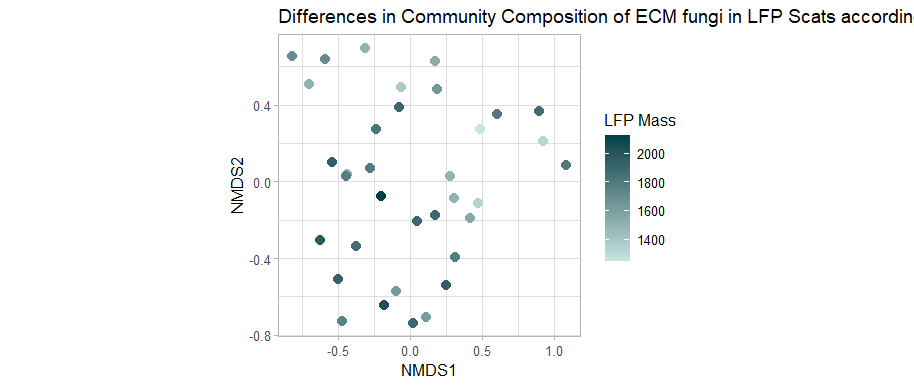 Differences in Community Composition of ECM fungi in LFP Scats accordin
LFP Mass
2000
1800
1600
1400
NMDS2
0.4
0.0
-0.4
-0.8
-0.5 0.0 0.5 1.0
NMDS1